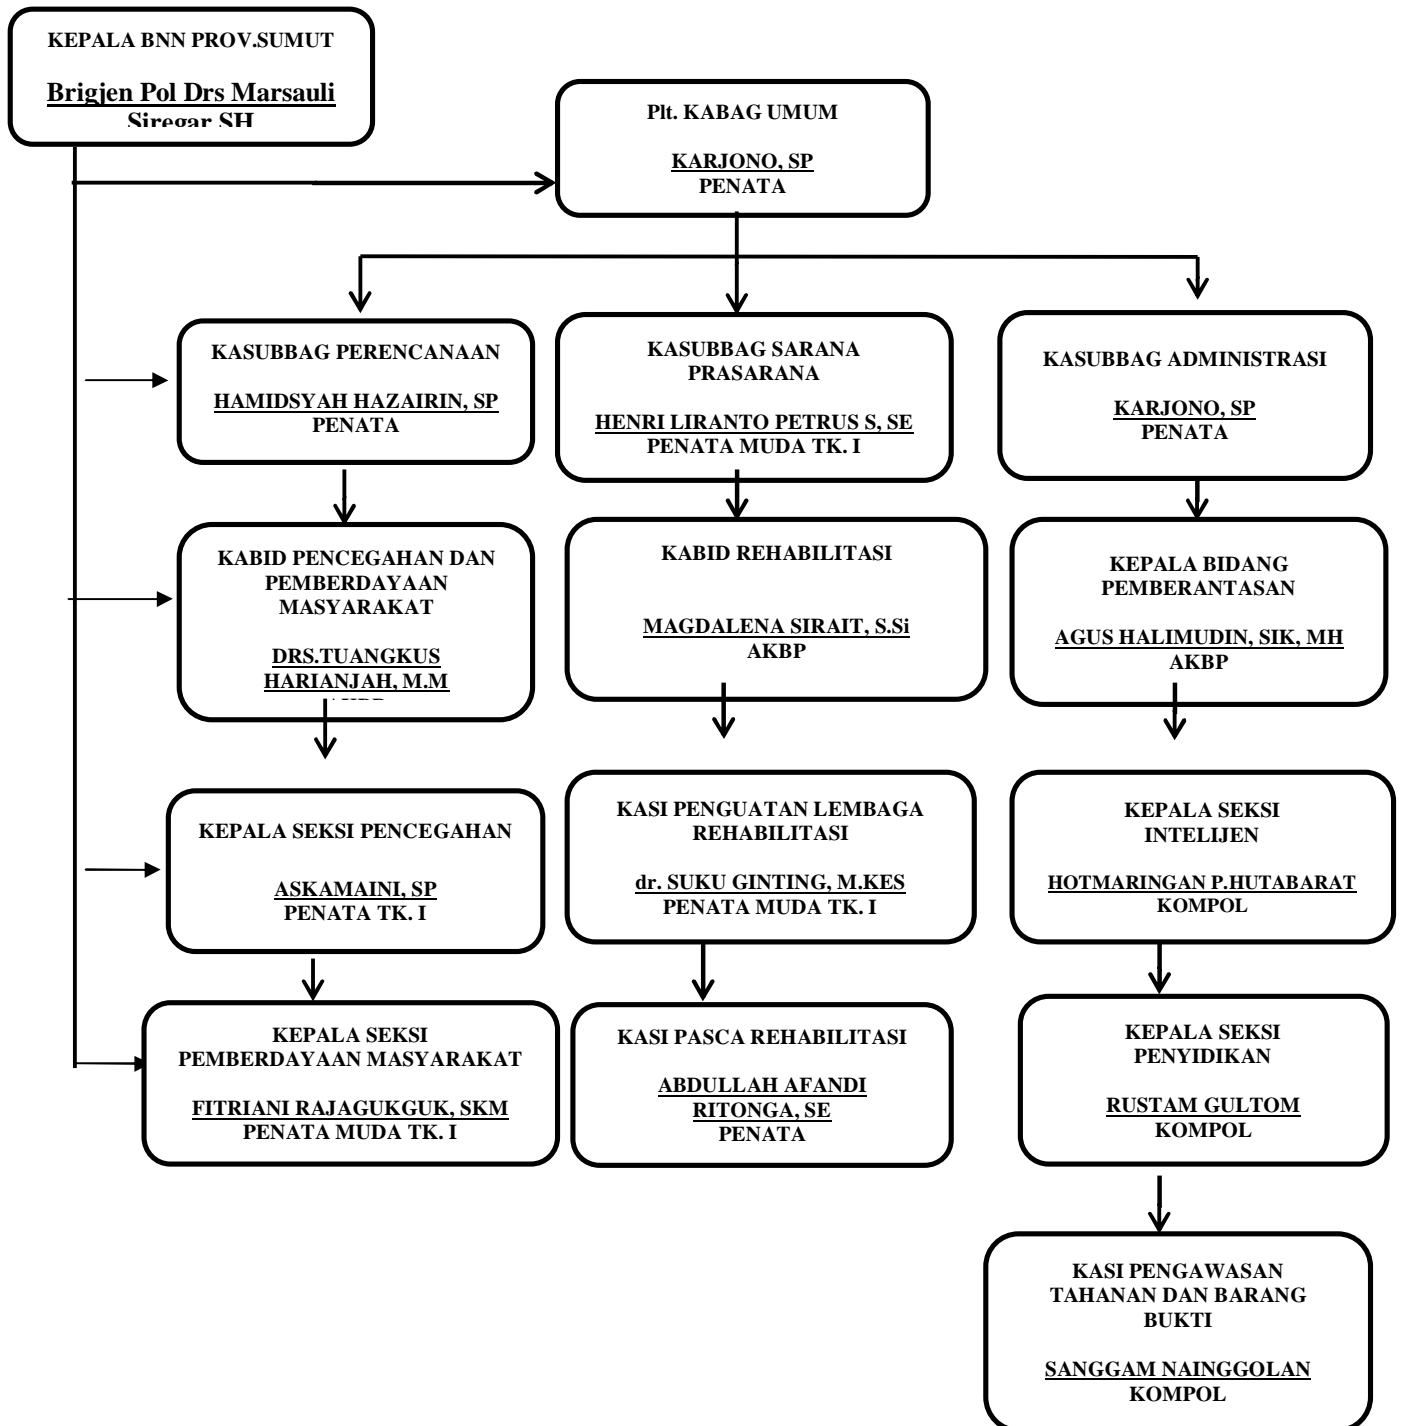 KEPALA BNN PROV.SUMUT
Brigjen Pol Drs Marsauli
Siregar SH
Plt. KABAG UMUM
KARJONO, SP
PENATA
KASUBBAG PERENCANAAN
HAMIDSYAH HAZAIRIN, SP
PENATA
KASUBBAG SARANA
PRASARANA
HENRI LIRANTO PETRUS S, SE
PENATA MUDA TK. I
KASUBBAG ADMINISTRASI
KARJONO, SP
PENATA
KABID PENCEGAHAN DAN
PEMBERDAYAAN
MASYARAKAT
DRS.TUANGKUS
HARIANJAH, M.M
KABID REHABILITASI
MAGDALENA SIRAIT, S.Si
AKBP
KEPALA BIDANG
PEMBERANTASAN
AGUS HALIMUDIN, SIK, MH
AKBP
KEPALA SEKSI PENCEGAHAN
ASKAMAINI, SP
PENATA TK. I
KASI PENGUATAN LEMBAGA
REHABILITASI
dr. SUKU GINTING, M.KES
PENATA MUDA TK. I
KEPALA SEKSI
INTELIJEN
HOTMARINGAN P.HUTABARAT
KOMPOL
KEPALA SEKSI
PEMBERDAYAAN MASYARAKAT
FITRIANI RAJAGUKGUK, SKM
PENATA MUDA TK. I
KASI PASCA REHABILITASI
ABDULLAH AFANDI
RITONGA, SE
PENATA
KEPALA SEKSI
PENYIDIKAN
RUSTAM GULTOM
KOMPOL
KASI PENGAWASAN
TAHANAN DAN BARANG
BUKTI
SANGGAM NAINGGOLAN
KOMPOL